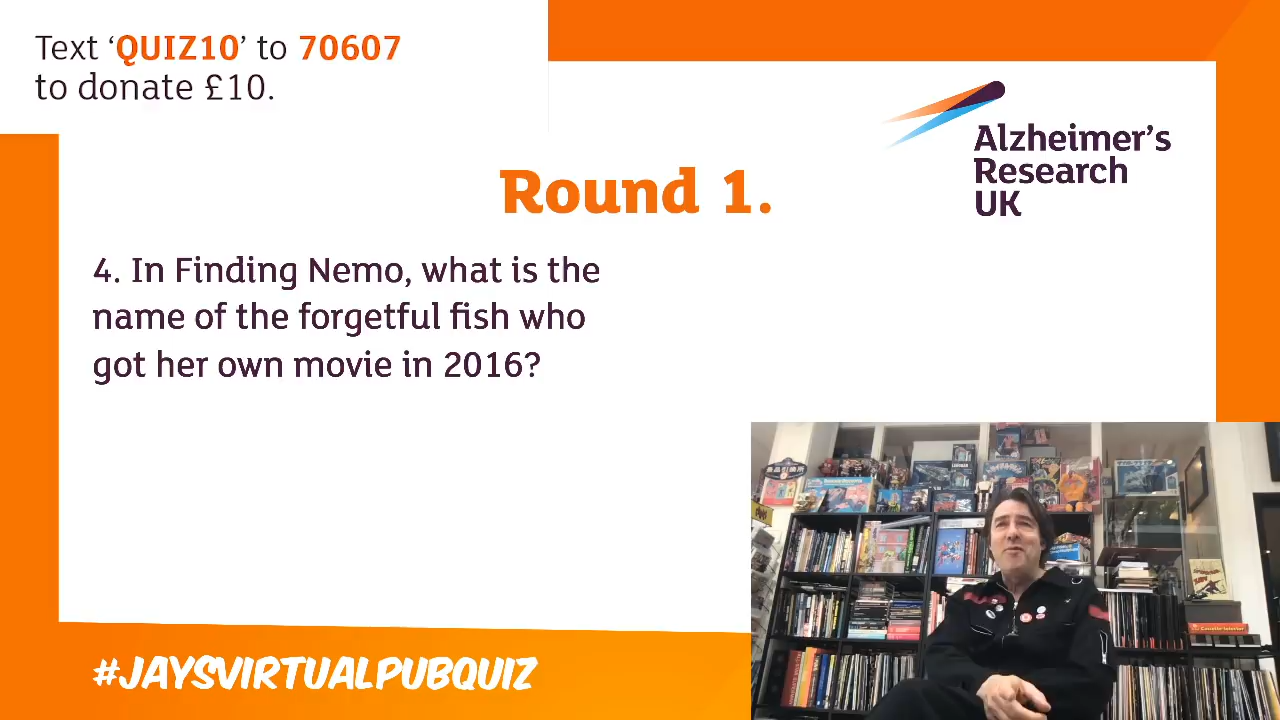 Text ‘QUIZ10’ to 70607
to donate £10.
Alzheimer’s
Research
UK
Round 1.
4. In Finding Nemo, what is the
name of the forgetful fish who
got her own movie in 2016?
#JAYSVIRTUALPUBQUIZ